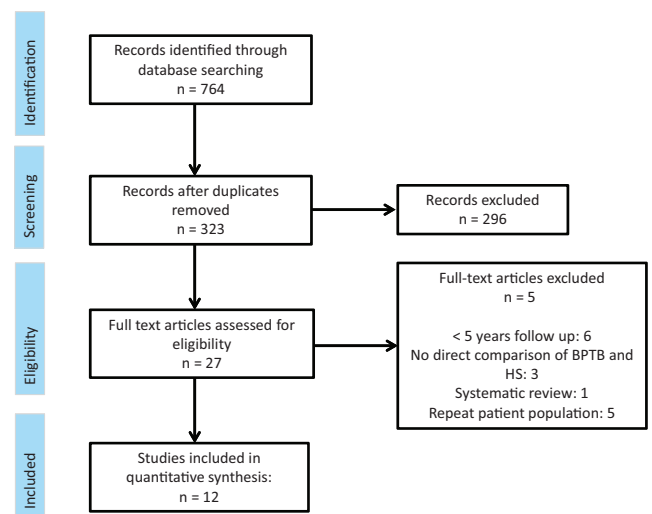 Identification
Records identified through
database searching
n = 764
Screening
Records after duplicates
removed
n = 323
Records excluded
n = 296
Eligibility
Full text articles assessed for
eligibility
n = 27
Full-text articles excluded
n = 5
< 5 years follow up: 6
No direct comparison of BPTB and
HS: 3
Systematic review: 1
Repeat patient population: 5
Included
Studies included in
quantitative synthesis:
n = 12